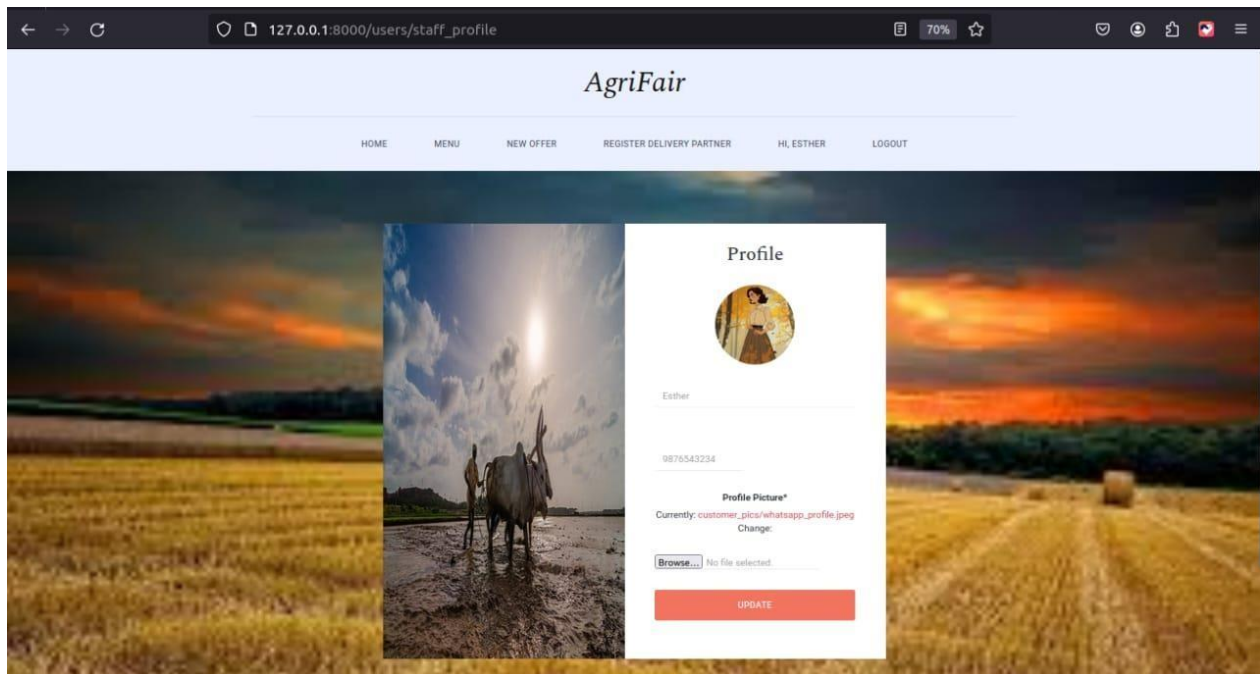 127.0.0.1:8000/users/staff_profile 70%
AgriFair
HOME MENU NEW OFFER REGISTER DELIVERY PARTNER HI, ESTHER LOGOUT
Profile
Esther
9876543234
Profile Picture*
Currently: customer_pics/whatsapp_profile.jpeg
Change:
Browse... No file selected.
UPDATE